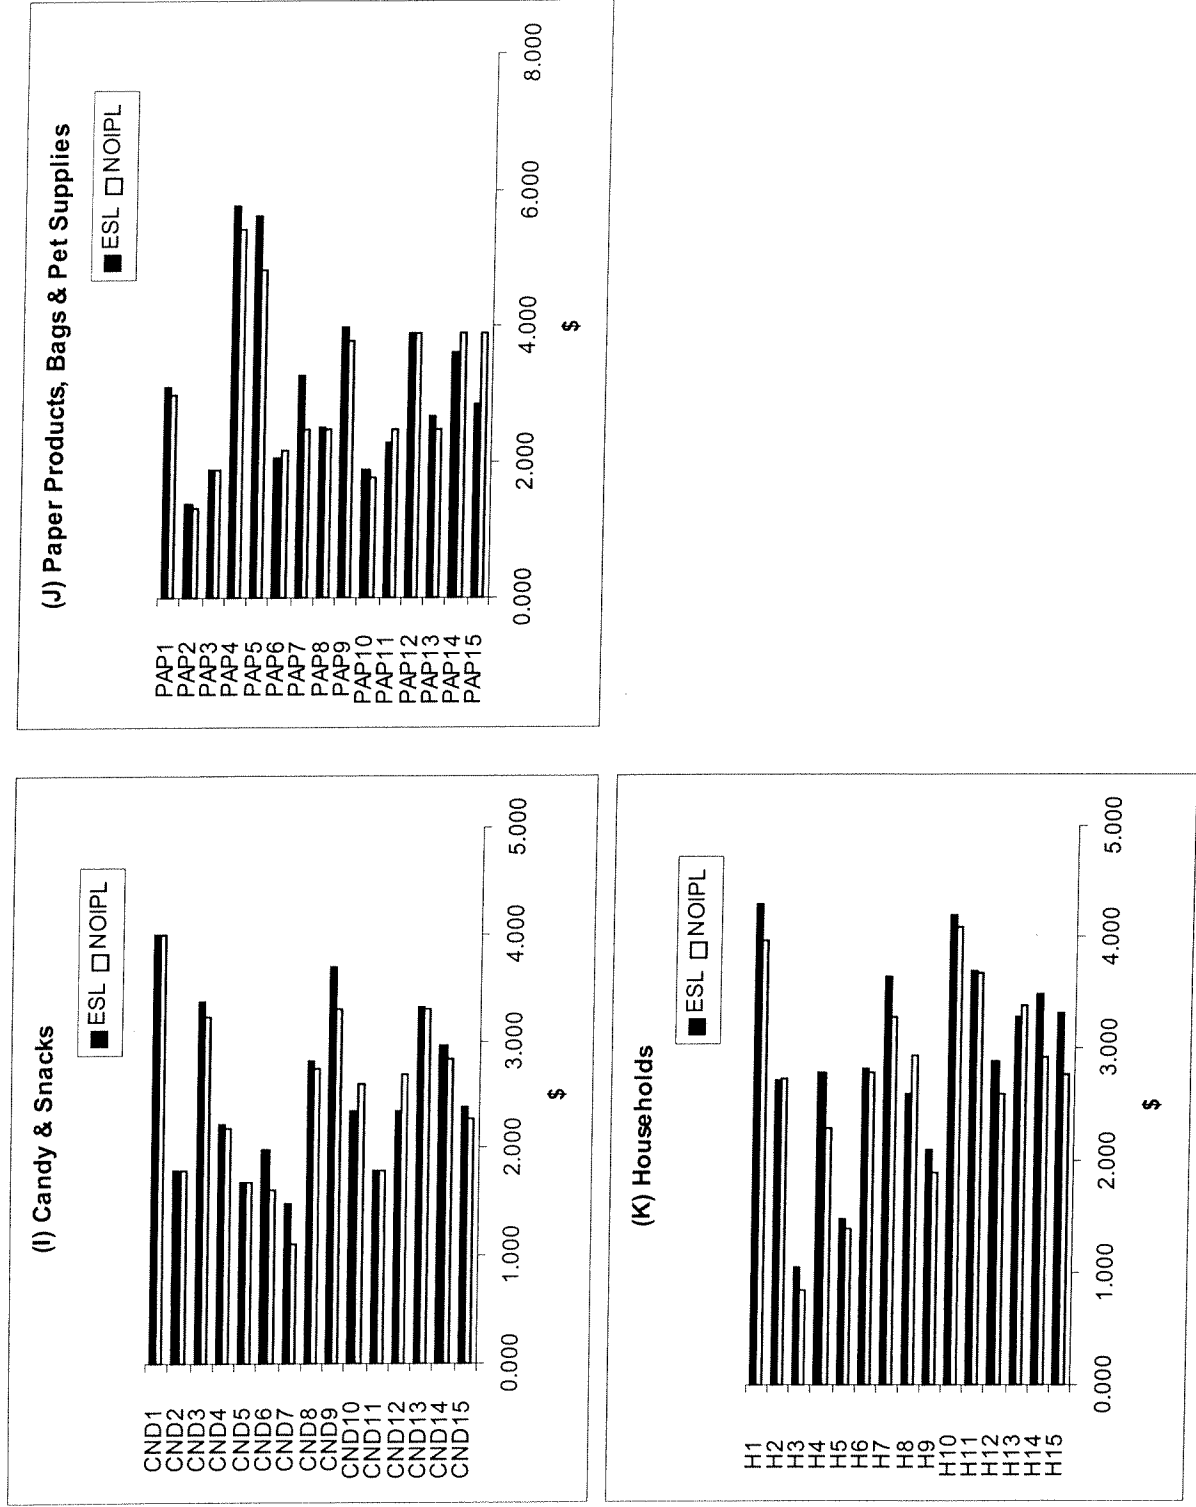 (I) Candy & Snacks
ESL NOIPL
CND1
CND2
CND3
CND4
CND5
CND6
CND7
CND8
CND9
CND10
CND11
CND12
CND13
CND14
CND15
0.000 1.000 2.000 3.000 4.000 5.000
$
(J) Paper Products, Bags & Pet Supplies
ESL NOIPL
PAP1
PAP2
PAP3
PAP4
PAP5
PAP6
PAP7
PAP8
PAP9
PAP10
PAP11
PAP12
PAP13
PAP14
PAP15
0.000 2.000 4.000 6.000 8.000
$
(K) Households
ESL NOIPL
H1
H2
H3
H4
H5
H6
H7
H8
H9
H10
H11
H12
H13
H14
H15
0.000 1.000 2.000 3.000 4.000 5.000
$